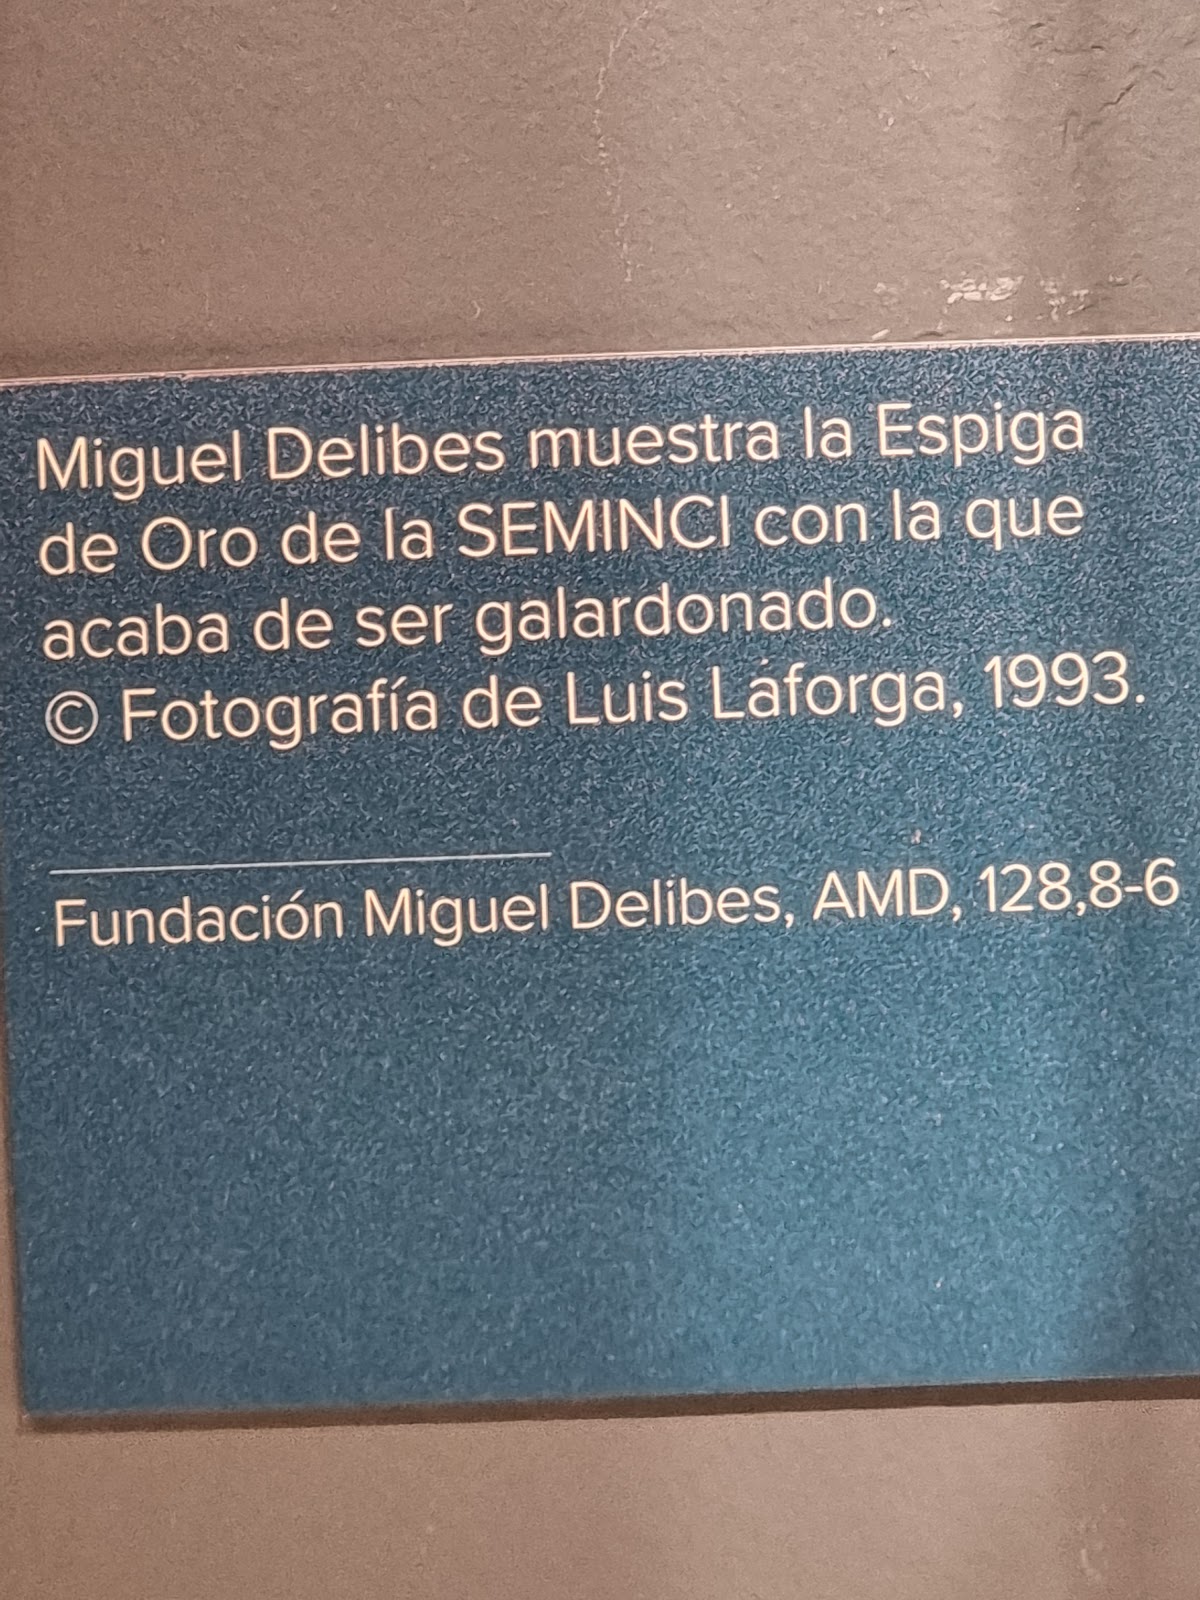 Miguel Delibes muestra la Espiga
de Oro de la SEMINCI con la que
acaba de ser galardonado.
© Fotografía de Luis Laforga, 1993.
Fundación Miguel Delibes, AMD, 128,8-6